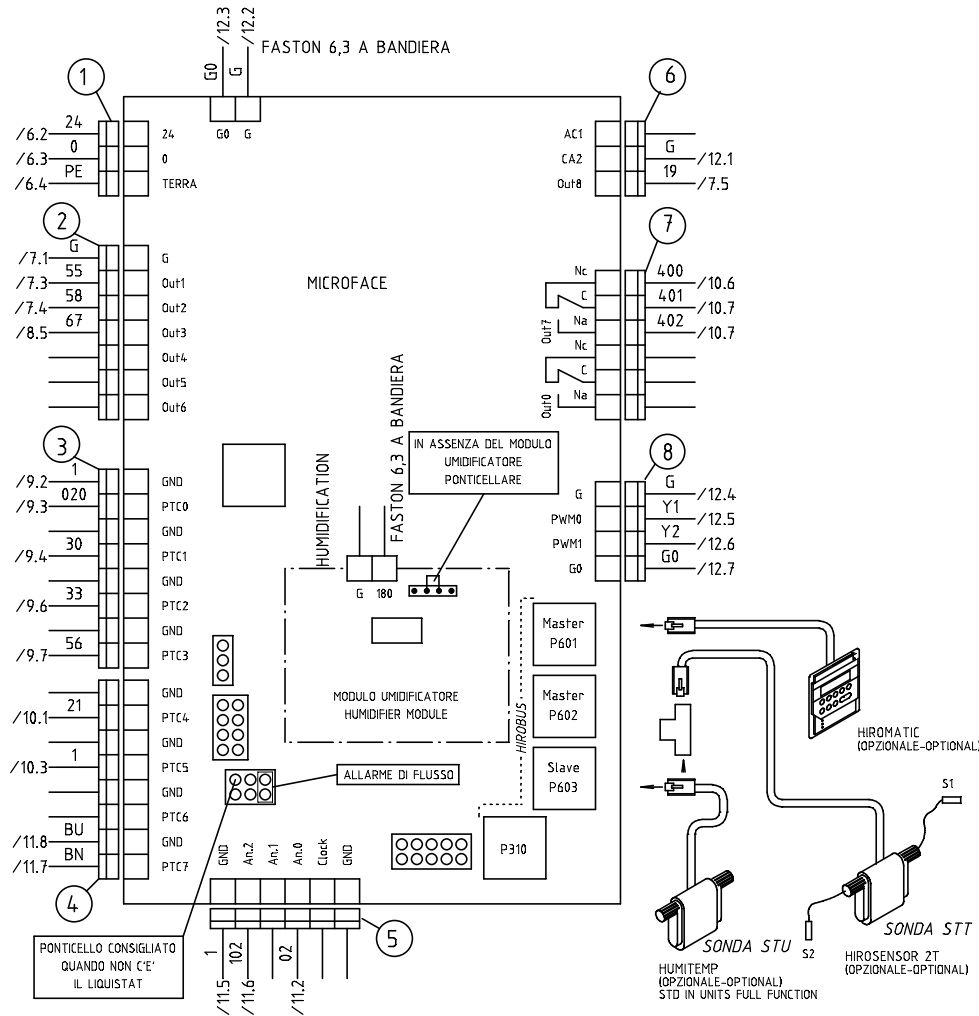 /12.3
/12.2
G0
G
FASTON 6,3 A BANDIERA
1
6
/6.2 24
/6.3 0
/6.4 PE
24
0
TERRA
G0 G
AC1
CA2
Out8
G /12.1
19 /7.5
2
7
/7.1 G
/7.3 55
/7.4 58
/8.5 67
G
Out1
Out2
Out3
Out4
Out5
Out6
MICROFACE
Nc
C
Na
Out7
Nc
C
Na
Out0
400 /10.6
401 /10.7
402 /10.7
3
8
/9.2 1
/9.3 020
/9.4 30
/9.6 33
/9.7 56
GND
PTC0
GND
PTC1
GND
PTC2
GND
PTC3
HUMIDIFICATION
FASTON 6,3 A BANDIERA
IN ASSENZA DEL MODULO
UMIDIFICATORE
PONTICELLARE
G
PWM0
PWM1
G0
G /12.4
Y1 /12.5
Y2 /12.6
G0 /12.7
G 180
MODULO UMIDIFICATORE
HUMIDIFIER MODULE
HIROBUS
Master
P601
Master
P602
Slave
P603
P310
/10.1 21
/10.3 1
/11.8 BU
/11.7 BN
GND
PTC4
GND
PTC5
GND
PTC6
GND
PTC7
4
ALLARME DI FLUSSO
GND
An.2
An.1
An.0
Clock
GND
5
1
102
02
/11.5
/11.6
/11.2
PONTICELLO CONSIGLIATO
QUANDO NON C'E'
IL LIQUISTAT
HIROMATIC
(OPZIONALE-OPTIONAL)
S1
S2
SONDA STU
HUMITEMP
(OPZIONALE-OPTIONAL)
STD IN UNITS FULL FUNCTION
SONDA STT
HIROSENSOR 2T
(OPZIONALE-OPTIONAL)